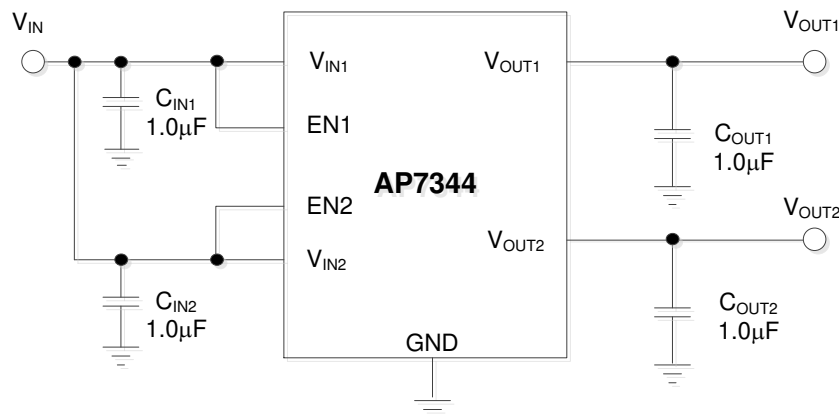 VIN
VOUT1
VIN1
VOUT1
CIN1
1.0μF
EN1
COUT1
1.0μF
AP7344
EN2
VOUT2
VOUT2
VIN2
CIN2
1.0μF
COUT2
1.0μF
GND